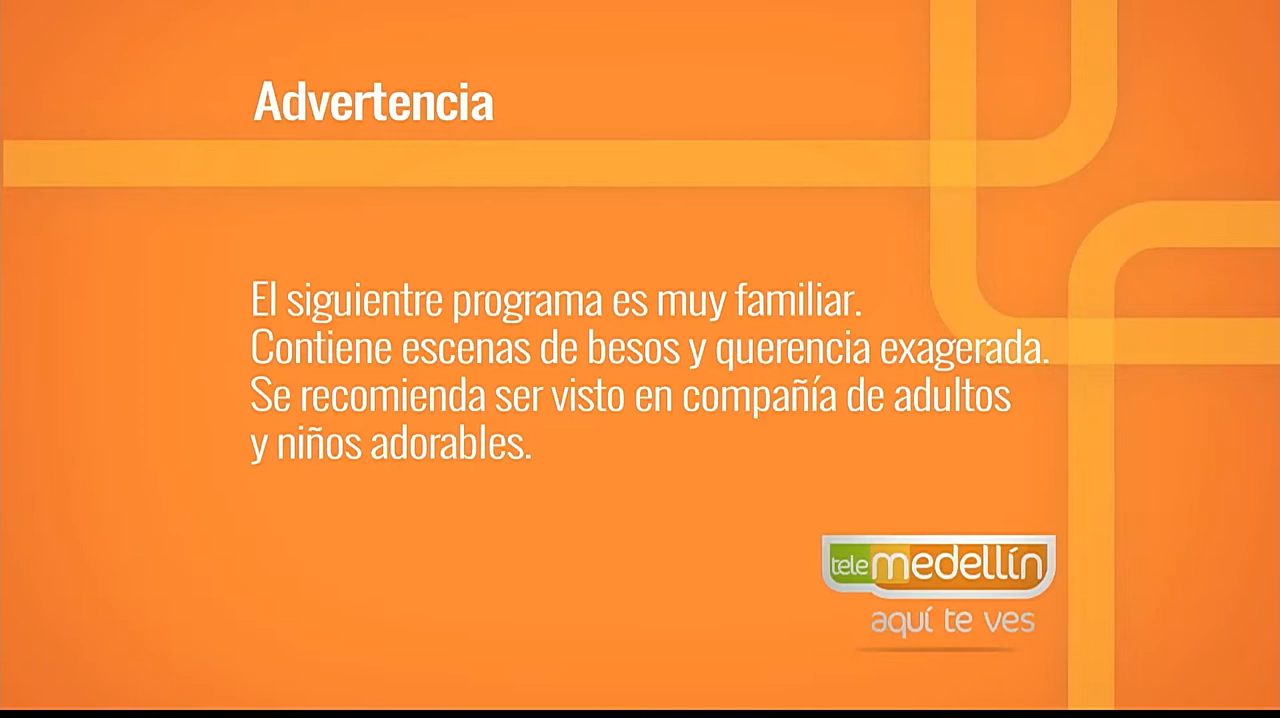 Advertencia
El siguientre programa es muy familiar.
Contiene escenas de besos y querencia exagerada.
Se recomienda ser visto en compañía de adultos
y niños adorables.
telemedellín
aquí te ves